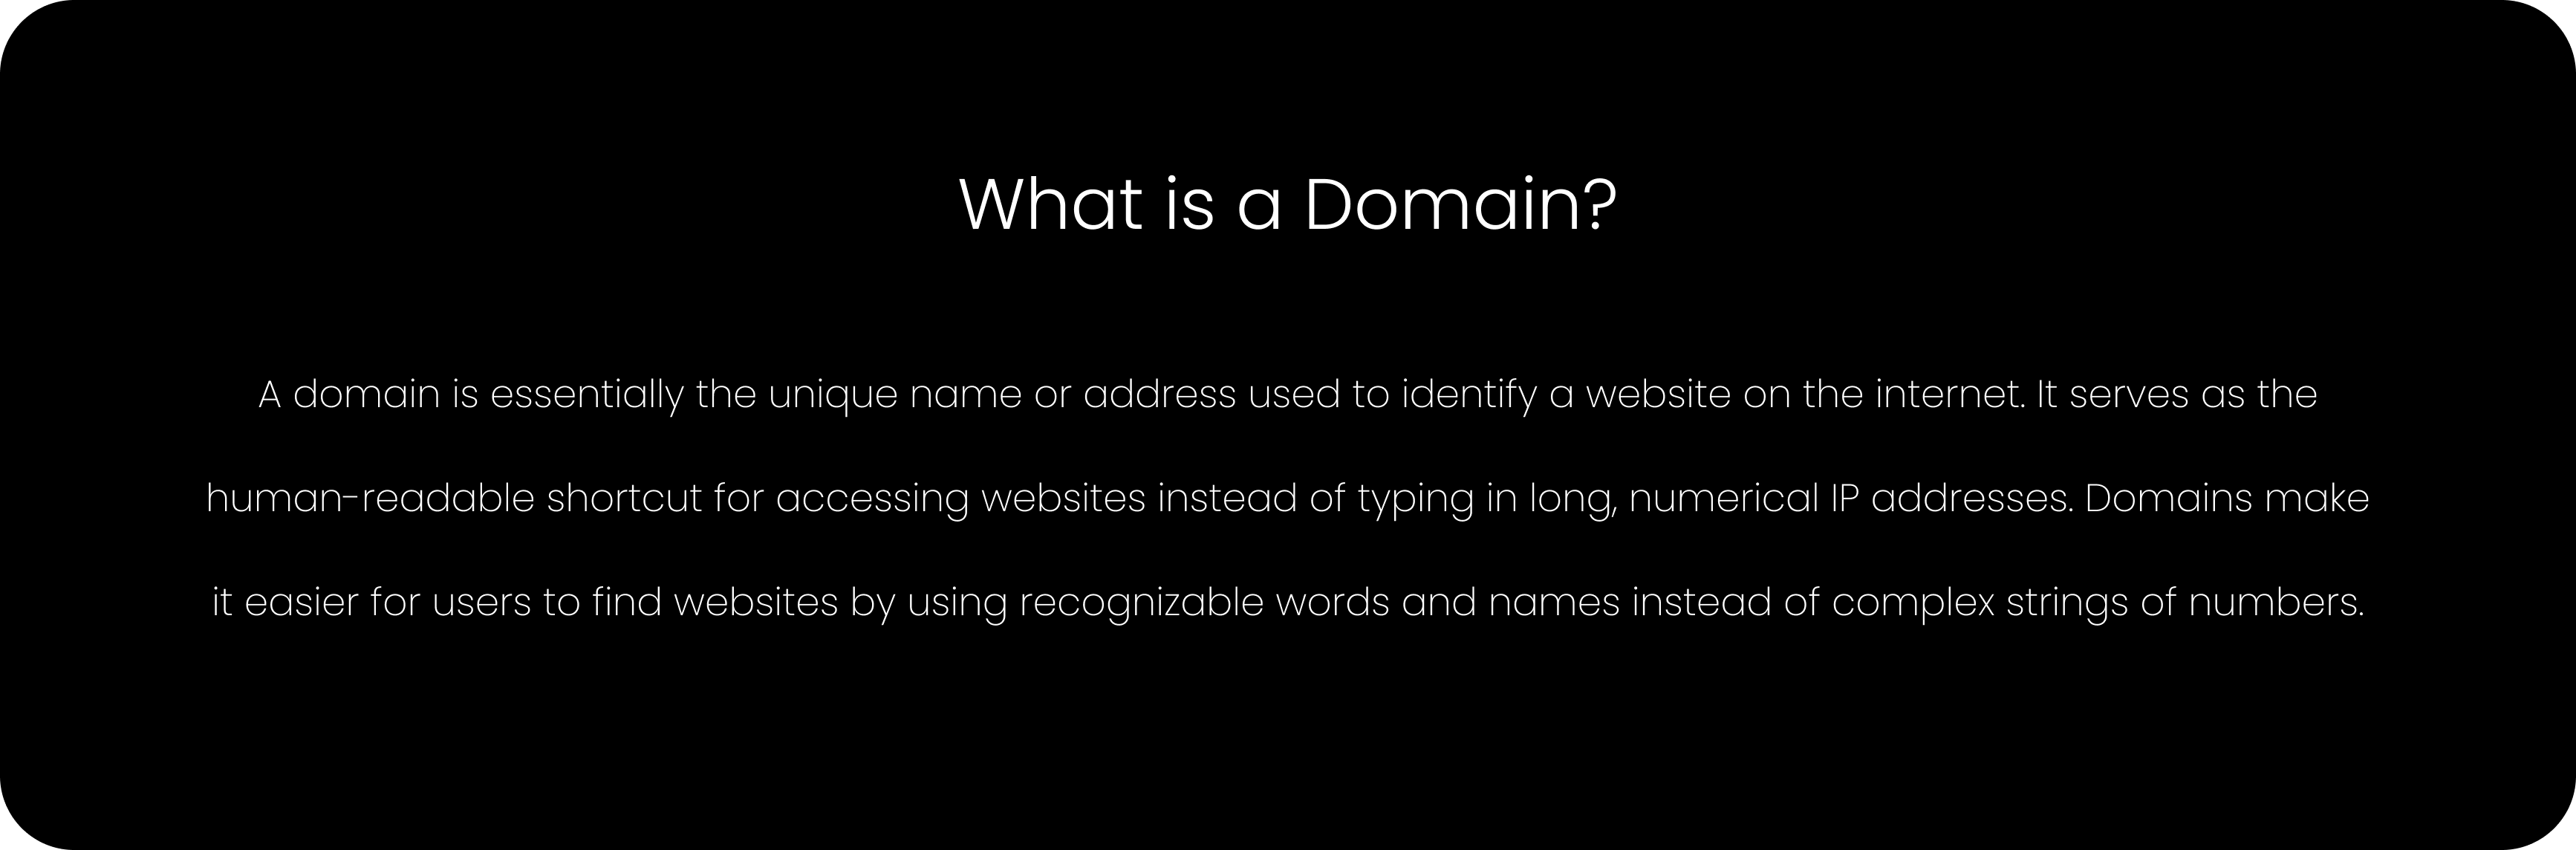 What is a Domain?
A domain is essentially the unique name or address used to identify a website on the internet. It serves as the
human-readable shortcut for accessing websites instead of typing in long, numerical IP addresses. Domains make
it easier for users to find websites by using recognizable words and names instead of complex strings of numbers.